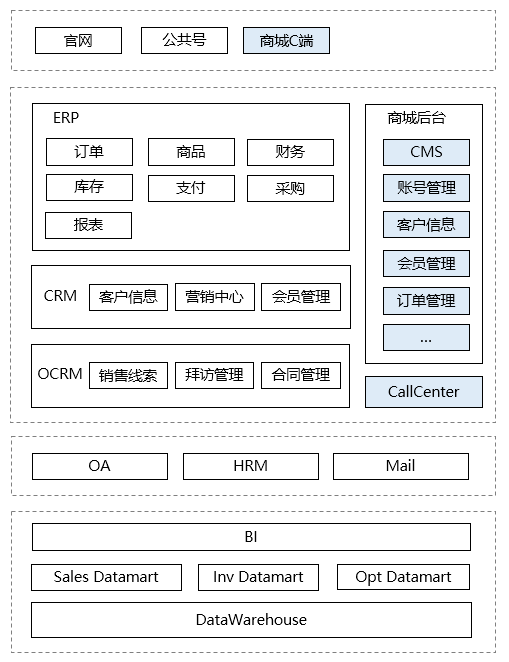 官网
公共号
商城C端
ERP
订单
商品
财务
库存
支付
采购
报表
CRM
客户信息
营销中心
会员管理
OCRM
销售线索
拜访管理
合同管理
商城后台
CMS
账号管理
客户信息
会员管理
订单管理
...
CallCenter
OA
HRM
Mail
BI
Sales Datamart
Inv Datamart
Opt Datamart
DataWarehouse